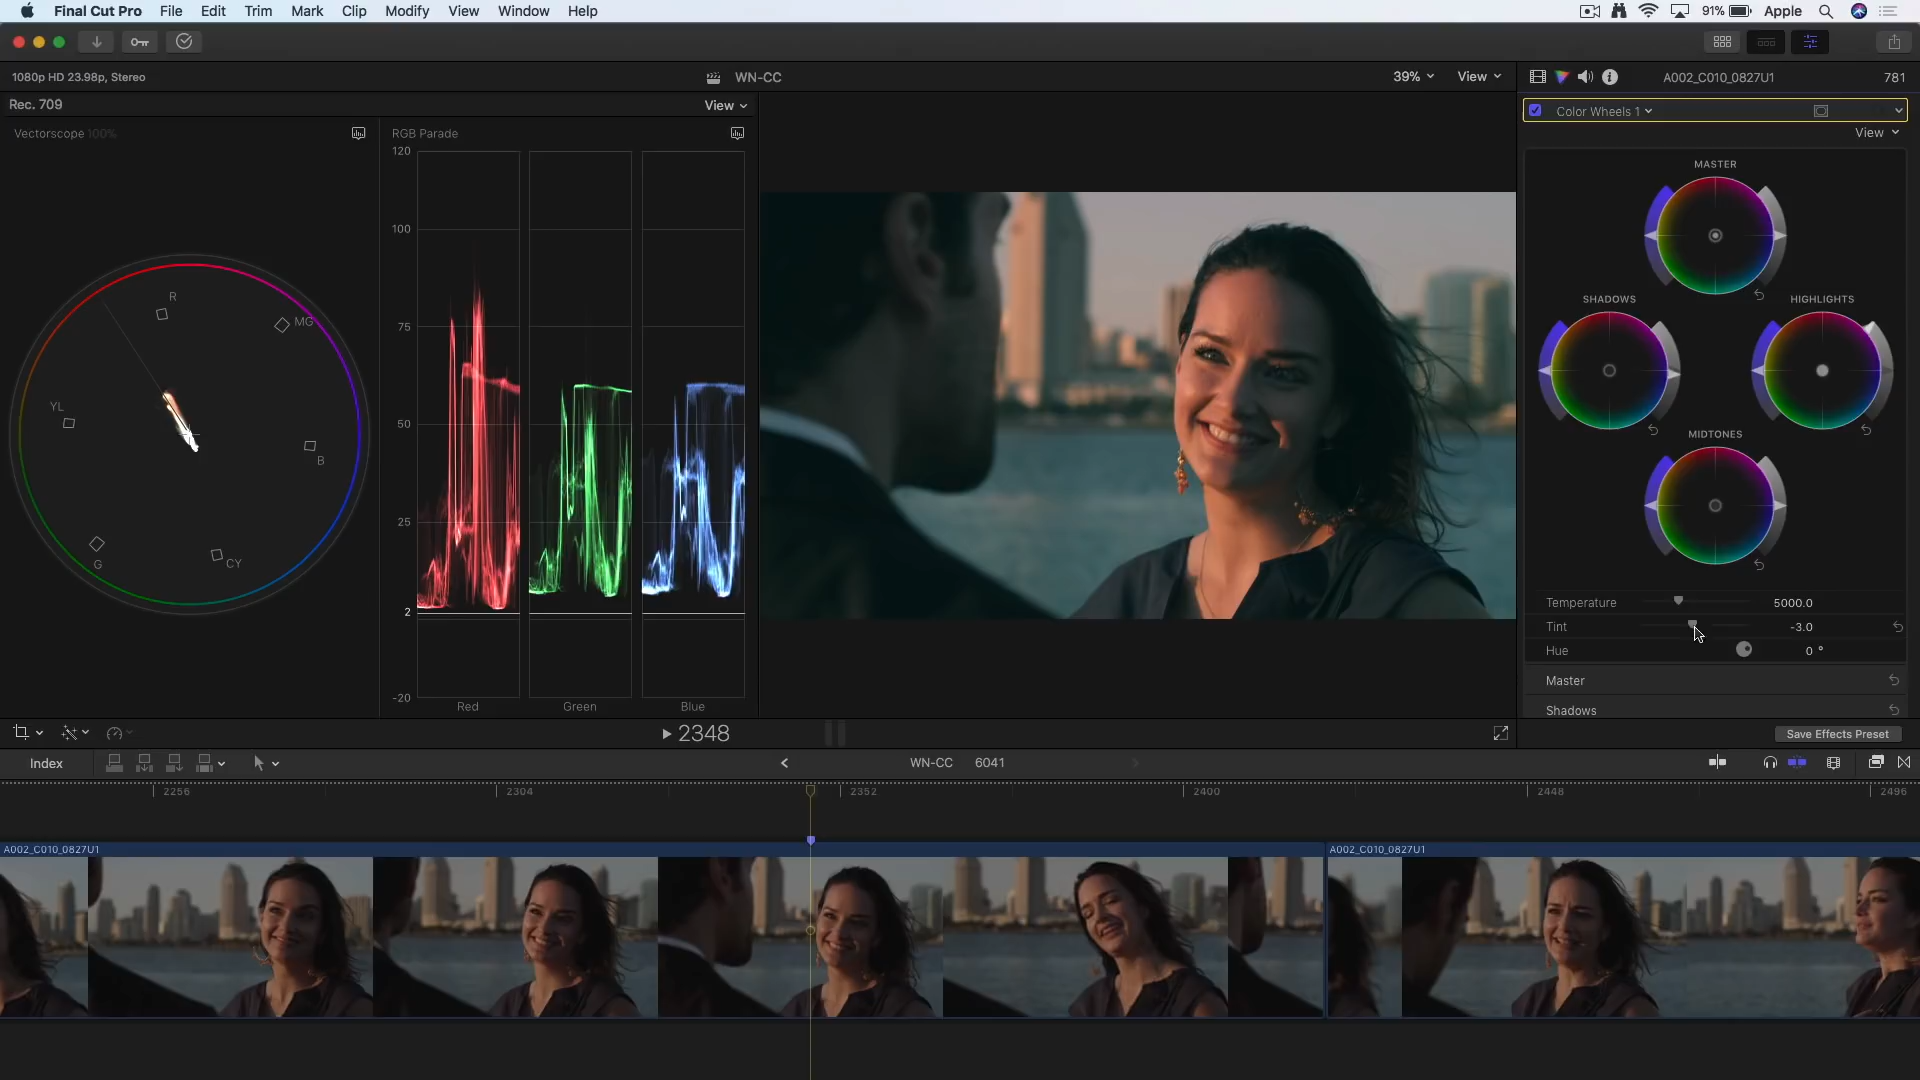 Final Cut Pro File Edit Trim Mark Clip Modify View Window Help 91% Apple
1080p HD 23.98p, Stereo WN-CC 39% View A002_C010_0827U1 781
Rec. 709 View Color Wheels 1
View
Vectorscope 100% RGB Parade
120
100
75
50
25
2
-20
R
MG
YL
B
G
CY
Red Green Blue
MASTER
SHADOWS HIGHLIGHTS
MIDTONES
Temperature 5000.0
Tint -3.0
Hue 0 °
Master
Shadows
2348 Save Effects Preset
Index WN-CC 6041
2256 2304 2352 2400 2448 2496
A002_C010_0827U1 A002_C010_0827U1